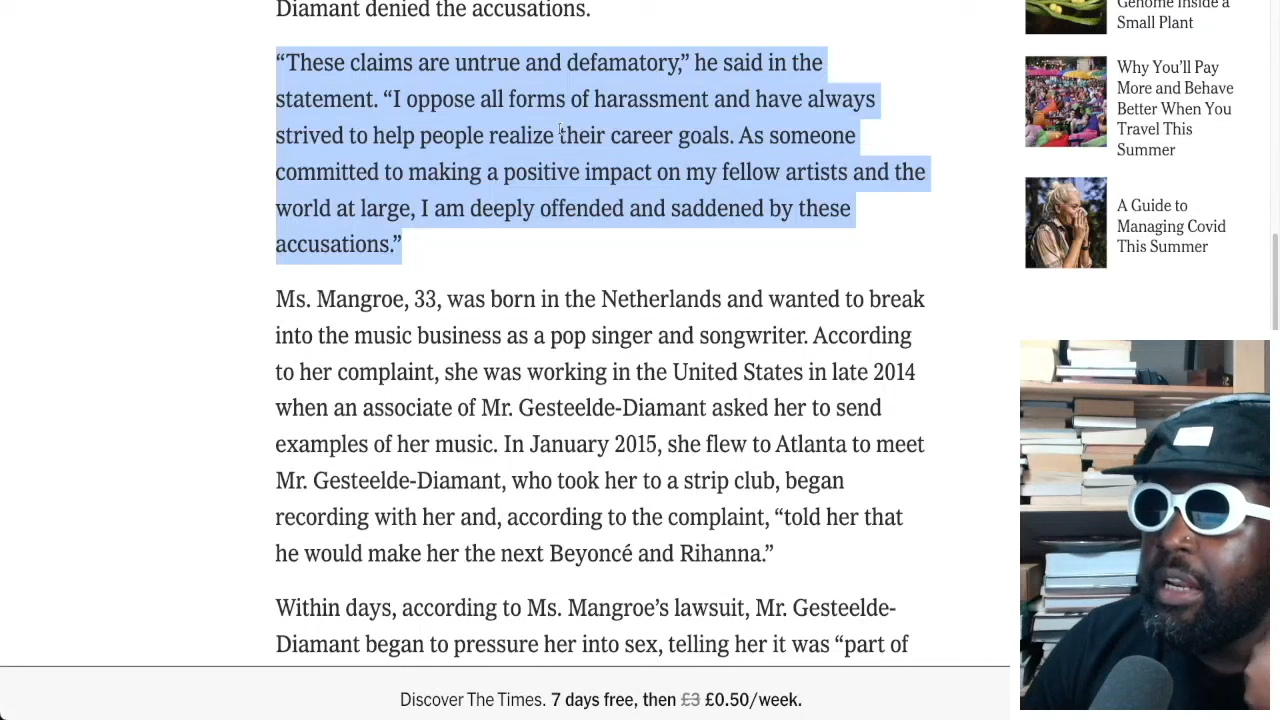 Diamant denied the accusations.
“These claims are untrue and defamatory,” he said in the
statement. “I oppose all forms of harassment and have always
strived to help people realize their career goals. As someone
committed to making a positive impact on my fellow artists and the
world at large, I am deeply offended and saddened by these
accusations.”
Ms. Mangroe, 33, was born in the Netherlands and wanted to break
into the music business as a pop singer and songwriter. According
to her complaint, she was working in the United States in late 2014
when an associate of Mr. Gesteelde-Diamant asked her to send
examples of her music. In January 2015, she flew to Atlanta to meet
Mr. Gesteelde-Diamant, who took her to a strip club, began
recording with her and, according to the complaint, “told her that
he would make her the next Beyoncé and Rihanna.”
Within days, according to Ms. Mangroe’s lawsuit, Mr. Gesteelde-
Diamant began to pressure her into sex, telling her it was “part of
Genome Inside a
Small Plant
Why You’ll Pay
More and Behave
Better When You
Travel This
Summer
A Guide to
Managing Covid
This Summer
Discover The Times. 7 days free, then £3 £0.50/week.